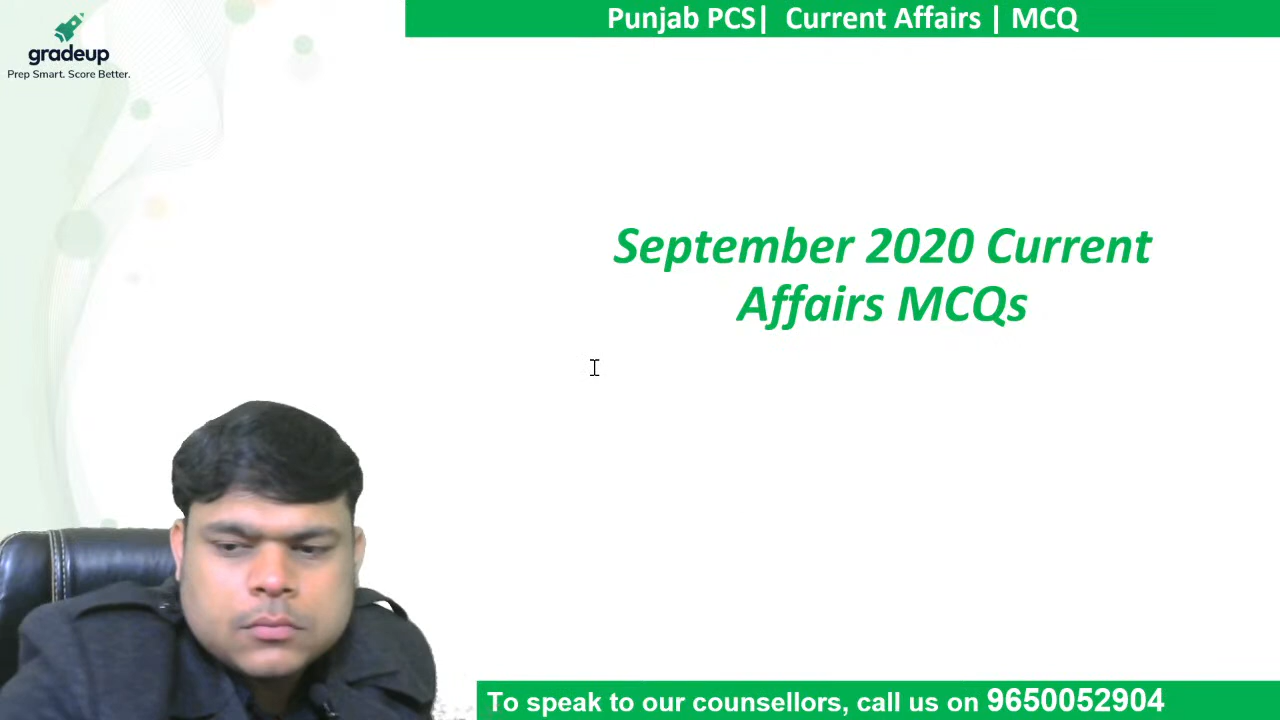 gradeup
Prep Smart. Score Better.
Punjab PCS| Current Affairs | MCQ
September 2020 Current
Affairs MCQs
To speak to our counsellors, call us on 9650052904